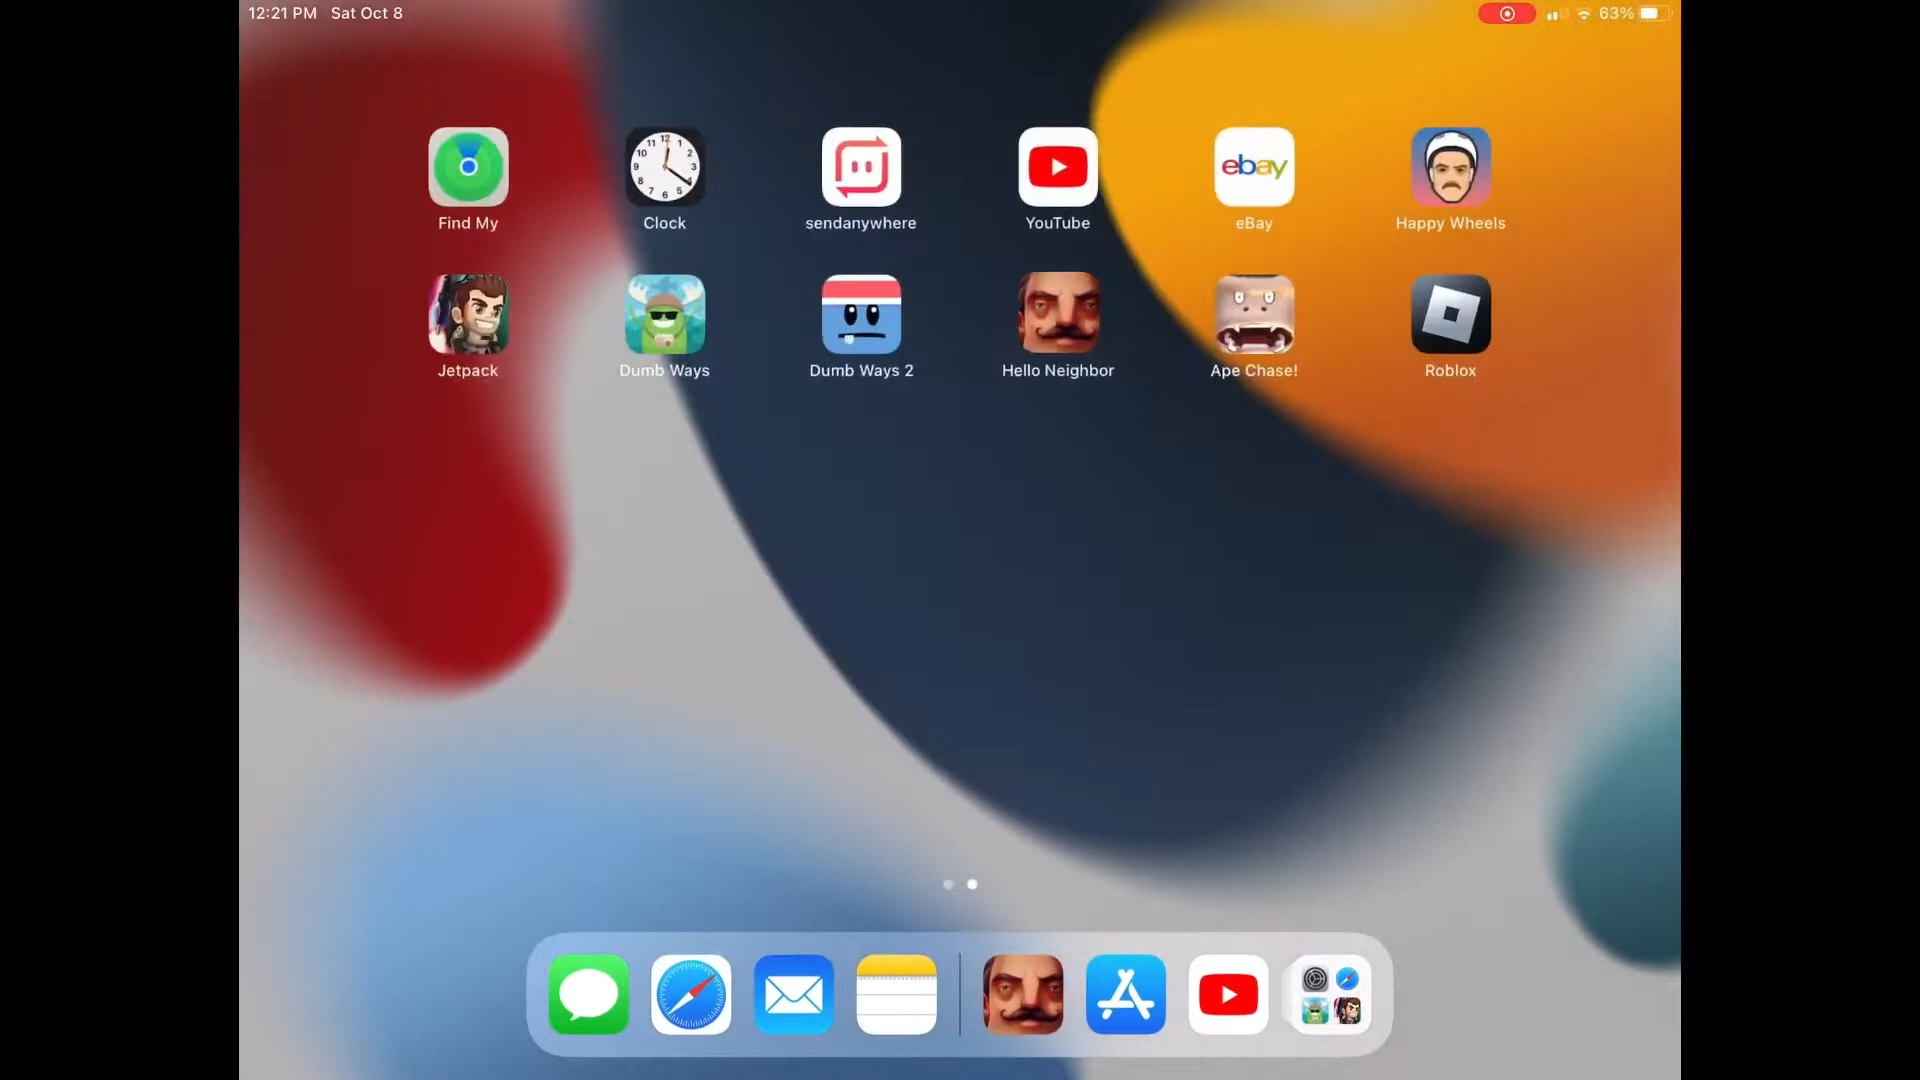 12:21 PM Sat Oct 8
63%
Find My
Clock
sendanywhere
YouTube
ebay
eBay
Happy Wheels
Jetpack
Dumb Ways
Dumb Ways 2
Hello Neighbor
Ape Chase!
Roblox